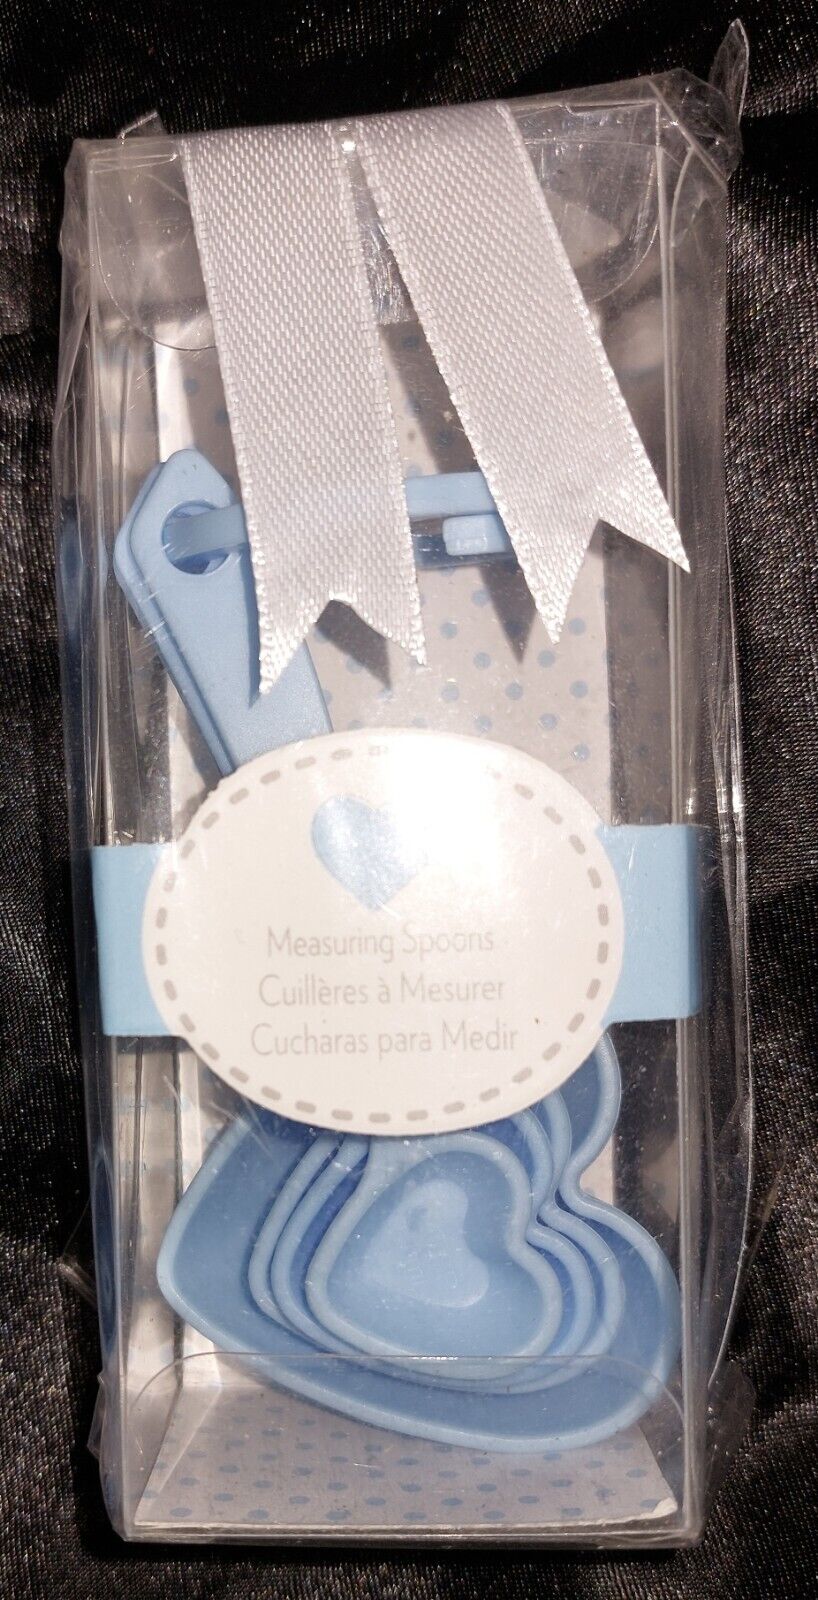 Measuring Spoons
Cuillères à Mesurer
Cucharas para Medir